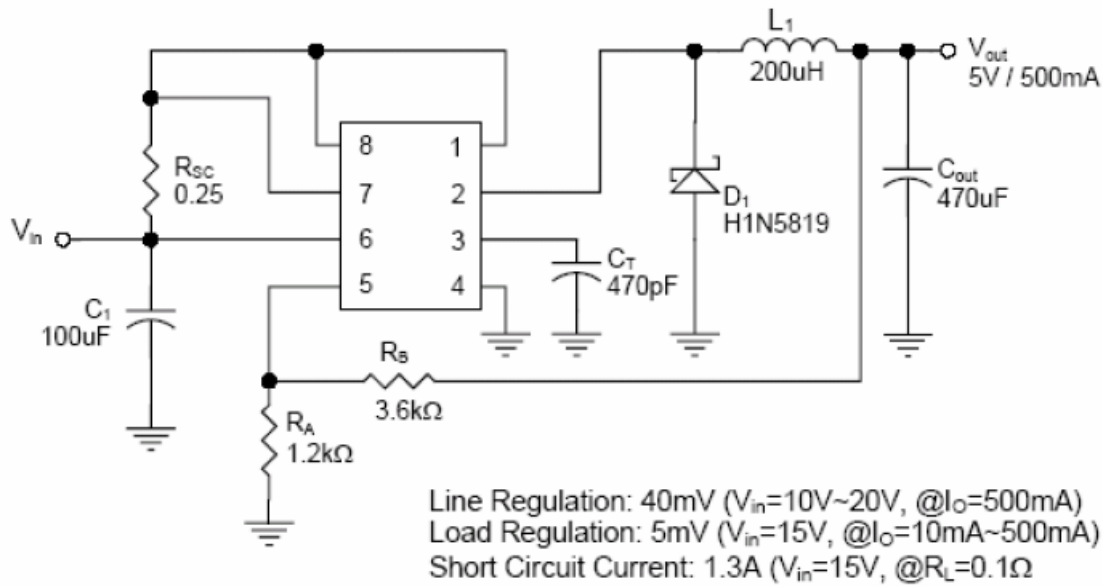 L1
200uH
Vout
5V / 500mA
8
1
RSC
0.25
7
2
D1
H1N5819
Cout
470uF
Vin
6
3
CT
470pF
5
4
C1
100uF
RB
3.6kΩ
RA
1.2kΩ
Line Regulation: 40mV (Vin=10V~20V, @IO=500mA)
Load Regulation: 5mV (Vin=15V, @IO=10mA~500mA)
Short Circuit Current: 1.3A (Vin=15V, @RL=0.1Ω